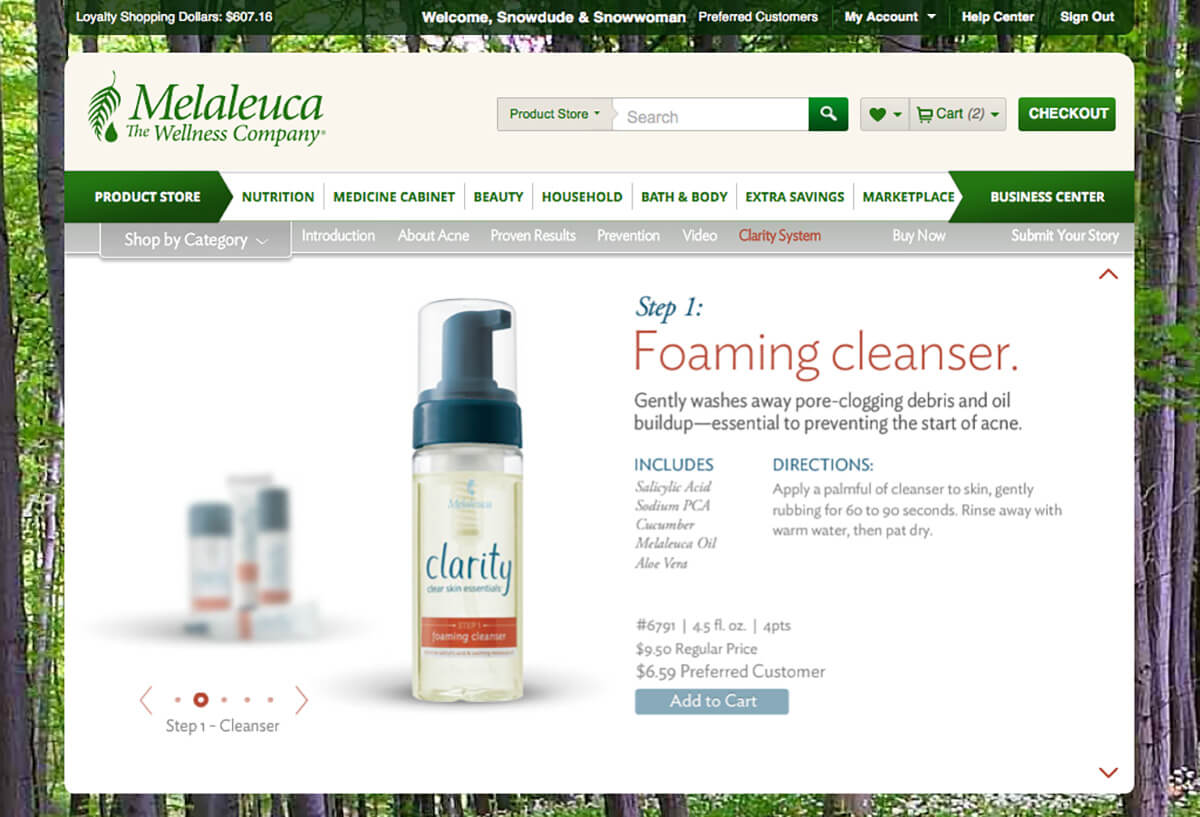 Loyalty Shopping Dollars: $607.16
Welcome, Snowdude & Snowwoman Preferred Customers
My Account
Help Center
Sign Out
Melaleuca
The Wellness Company®
Product Store
Search
Cart (2)
CHECKOUT
PRODUCT STORE
NUTRITION
MEDICINE CABINET
BEAUTY
HOUSEHOLD
BATH & BODY
EXTRA SAVINGS
MARKETPLACE
BUSINESS CENTER
Shop by Category
Introduction
About Acne
Proven Results
Prevention
Video
Clarity System
Buy Now
Submit Your Story
Melaleuca
clarity
clear skin essentials
STEP 1
foaming cleanser
Step 1 - Cleanser
Step 1:
Foaming cleanser.
Gently washes away pore-clogging debris and oil
buildup—essential to preventing the start of acne.
INCLUDES
Salicylic Acid
Sodium PCA
Cucumber
Melaleuca Oil
Aloe Vera
DIRECTIONS:
Apply a palmful of cleanser to skin, gently
rubbing for 60 to 90 seconds. Rinse away with
warm water, then pat dry.
#6791 | 4.5 fl. oz. | 4pts
$9.50 Regular Price
$6.59 Preferred Customer
Add to Cart